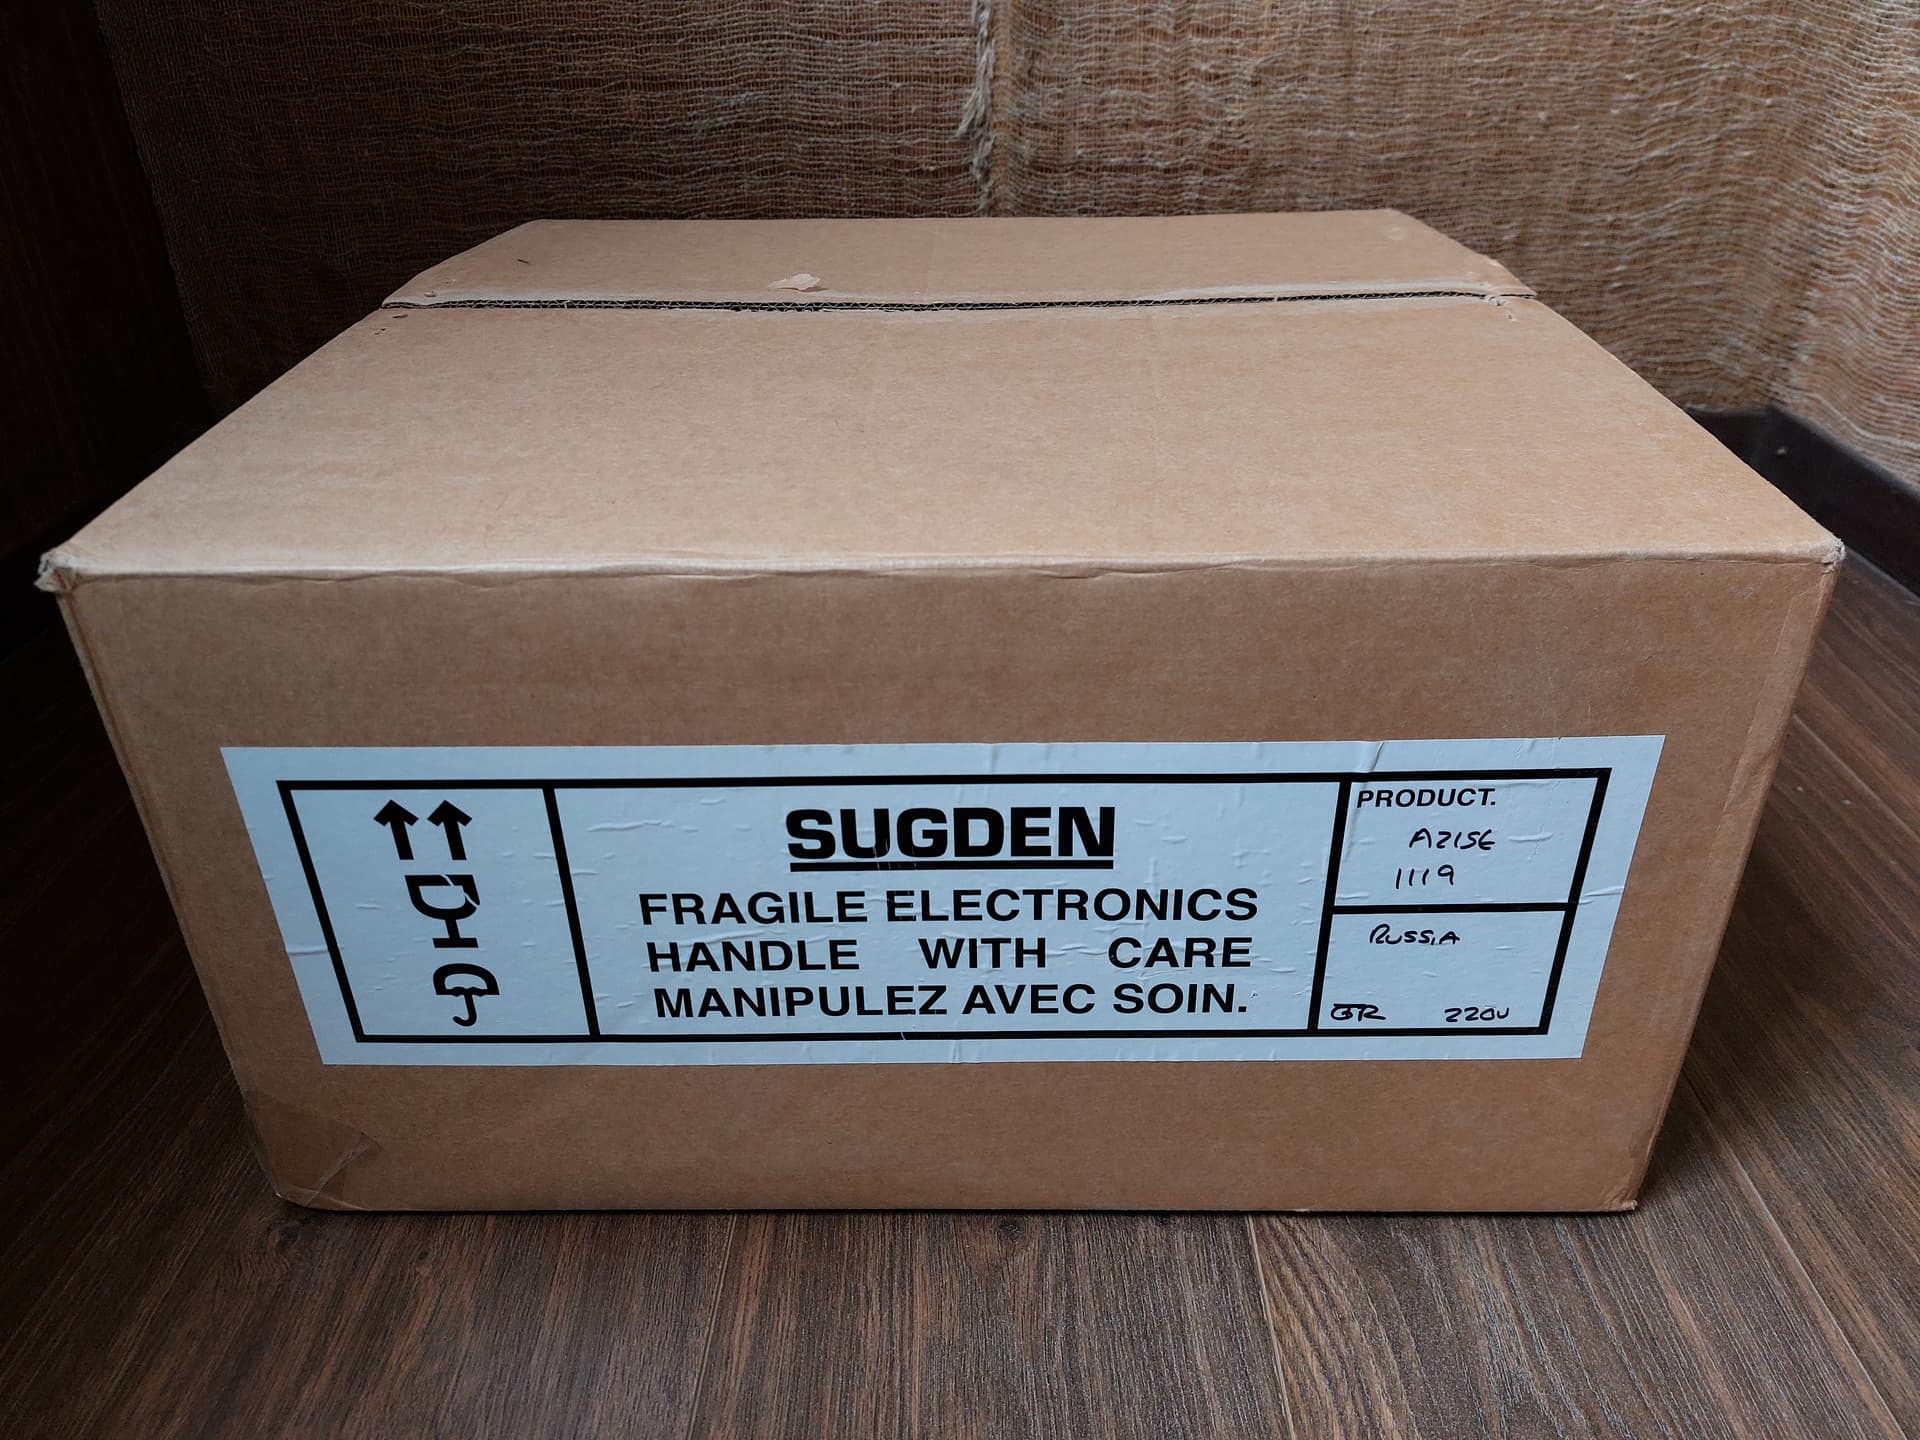 SUGDEN
FRAGILE ELECTRONICS
HANDLE WITH CARE
MANIPULEZ AVEC SOIN.
PRODUCT.
A21SE
1119
RUSSIA
220V